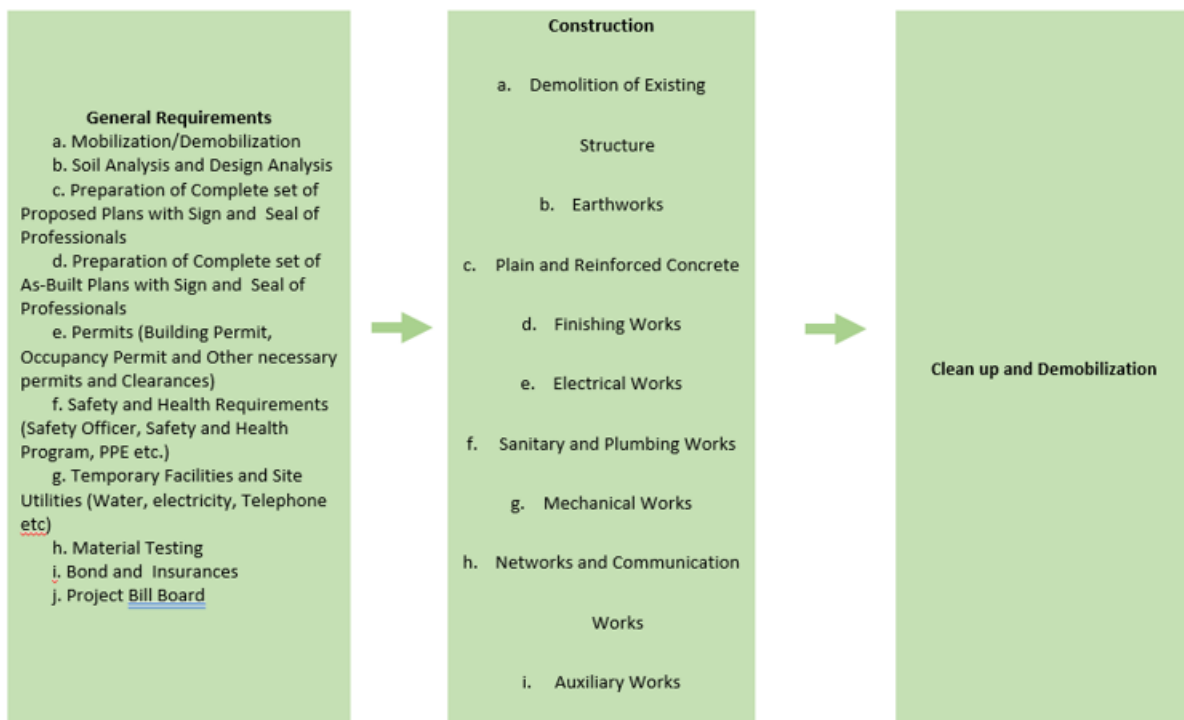 General Requirements
a. Mobilization/Demobilization
b. Soil Analysis and Design Analysis
c. Preparation of Complete set of
Proposed Plans with Sign and  Seal of
Professionals
d. Preparation of Complete set of
As-Built Plans with Sign and  Seal of
Professionals
e. Permits (Building Permit,
Occupancy Permit and Other necessary
permits and Clearances)
f. Safety and Health Requirements
(Safety Officer, Safety and Health
Program, PPE etc.)
g. Temporary Facilities and Site
Utilities (Water, electricity, Telephone
etc)
h. Material Testing
i. Bond and  Insurances
j. Project Bill Board
Construction
a. Demolition of Existing
Structure
b. Earthworks
c. Plain and Reinforced Concrete
d. Finishing Works
e. Electrical Works
f. Sanitary and Plumbing Works
g. Mechanical Works
h. Networks and Communication
Works
i. Auxiliary Works
Clean up and Demobilization